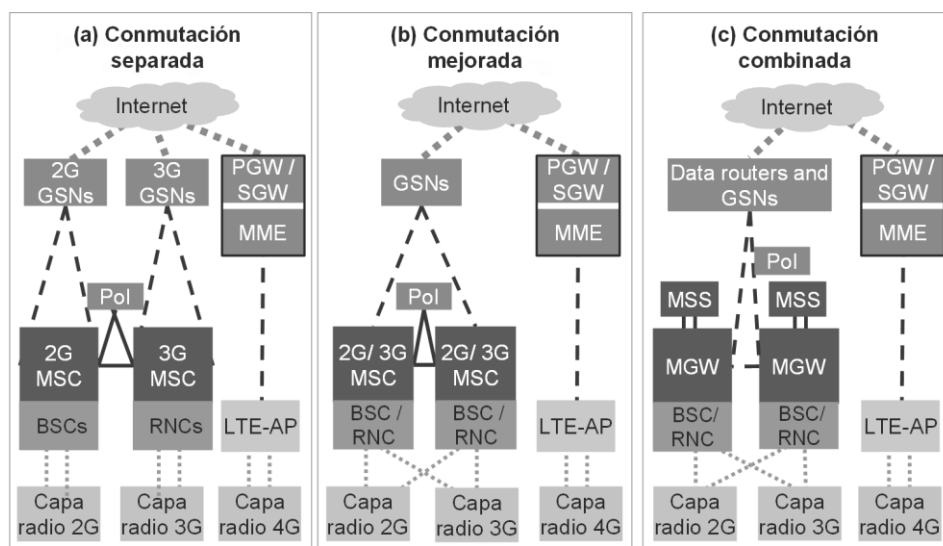 (a) Conmutación
separada
Internet
2G
GSNs
3G
GSNs
PGW /
SGW
MME
PoI
2G
MSC
3G
MSC
BSCs
RNCs
LTE-AP
Capa
radio 2G
Capa
radio 3G
Capa
radio 4G
(b) Conmutación
mejorada
Internet
GSNs
PGW /
SGW
MME
PoI
2G/ 3G
MSC
2G/ 3G
MSC
BSC /
RNC
BSC /
RNC
LTE-AP
Capa
radio 2G
Capa
radio 3G
Capa
radio 4G
(c) Conmutación
combinada
Internet
Data routers and
GSNs
PGW /
SGW
MME
PoI
MSS
MSS
MGW
MGW
BSC/
RNC
BSC/
RNC
LTE-AP
Capa
radio 2G
Capa
radio 3G
Capa
radio 4G